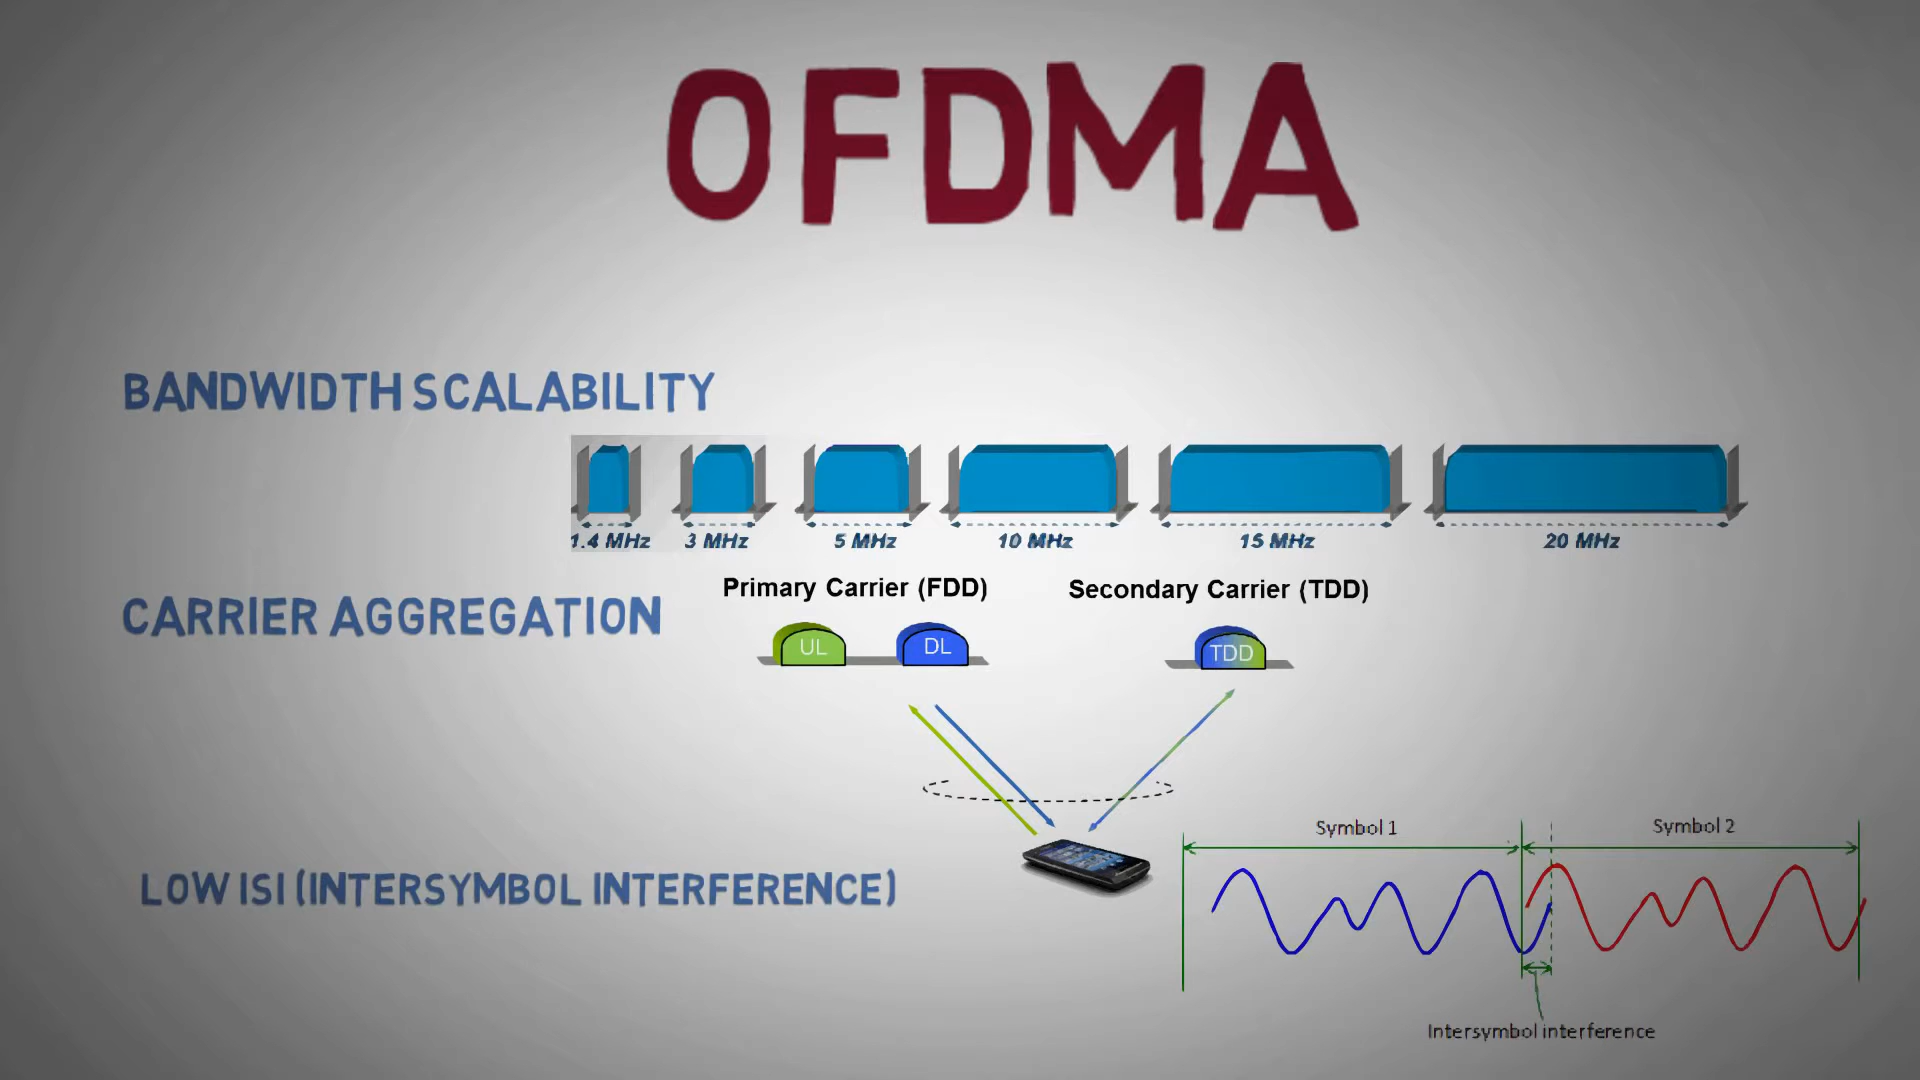 OFDMA
BANDWIDTH SCALABILITY
1.4 MHz 3 MHz 5 MHz 10 MHz 15 MHz 20 MHz
Primary Carrier (FDD) Secondary Carrier (TDD)
CARRIER AGGREGATION
UL DL TDD
Symbol 1 Symbol 2
LOW ISI (INTERSYMBOL INTERFERENCE)
Intersymbol interference